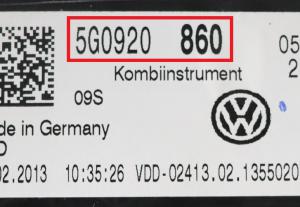 5G0920 860 05
2
Kombiinstrument
09S
de in Germany
D
02.2013 10:35:26 VDD-02413.02.1355020